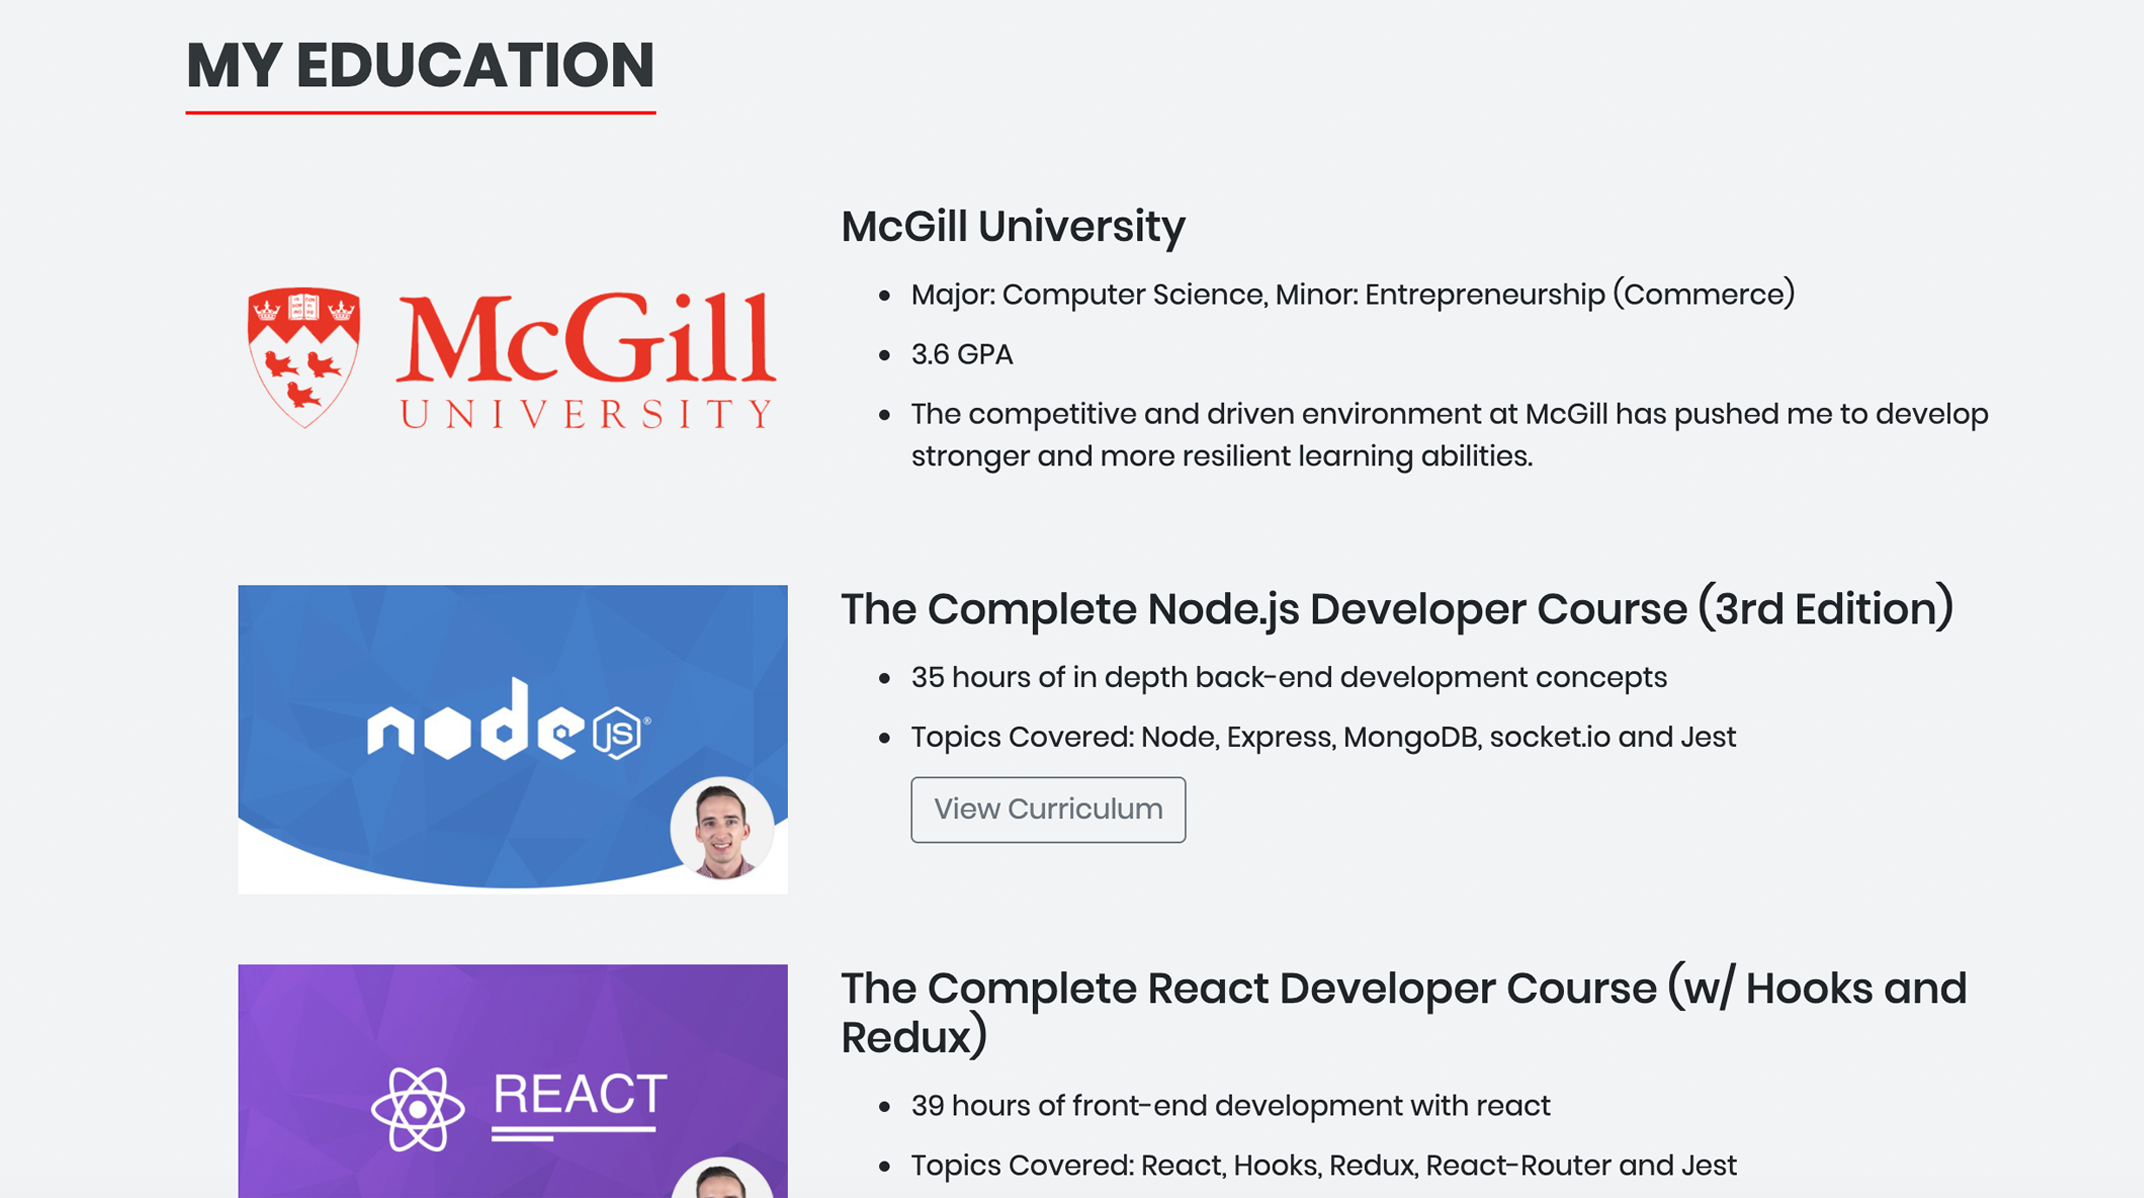 MY EDUCATION
McGill
UNIVERSITY
McGill University
Major: Computer Science, Minor: Entrepreneurship (Commerce)
3.6 GPA
The competitive and driven environment at McGill has pushed me to develop
stronger and more resilient learning abilities.
node JS®
The Complete Node.js Developer Course (3rd Edition)
35 hours of in depth back-end development concepts
Topics Covered: Node, Express, MongoDB, socket.io and Jest
View Curriculum
REACT
The Complete React Developer Course (w/ Hooks and
Redux)
39 hours of front-end development with react
Topics Covered: React, Hooks, Redux, React-Router and Jest